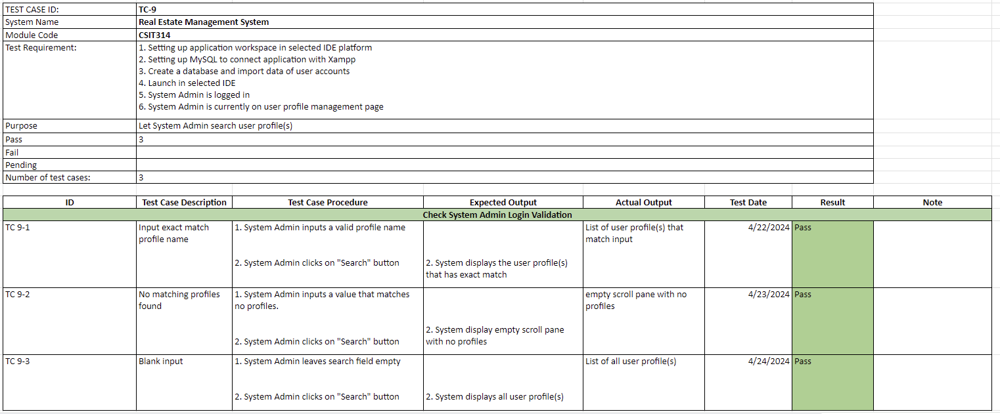 TEST CASE ID: TC-9
System Name Real Estate Management System
Module Code CSIT314
Test Requirement: 1. Setting up application workspace in selected IDE platform
2. Setting up MySQL to connect application with Xampp
3. Create a database and import data of user accounts
4. Launch in selected IDE
5. System Admin is logged in
6. System Admin is currently on user profile management page
Purpose Let System Admin search user profile(s)
Pass 3
Fail
Pending
Number of test cases: 3
ID Test Case Description Test Case Procedure Expected Output Actual Output Test Date Result Note
Check System Admin Login Validation
TC 9-1 Input exact match 1. System Admin inputs a valid profile name List of user profile(s) that 4/22/2024 Pass
profile name match input
2. System Admin clicks on "Search" button 2. System displays the user profile(s)
that has exact match
TC 9-2 No matching profiles 1. System Admin inputs a value that matches empty scroll pane with no 4/23/2024 Pass
found no profiles. profiles
2. System display empty scroll pane
2. System Admin clicks on "Search" button with no profiles
TC 9-3 Blank input 1. System Admin leaves search field empty List of all user profile(s) 4/24/2024 Pass
2. System Admin clicks on "Search" button 2. System displays all user profile(s)